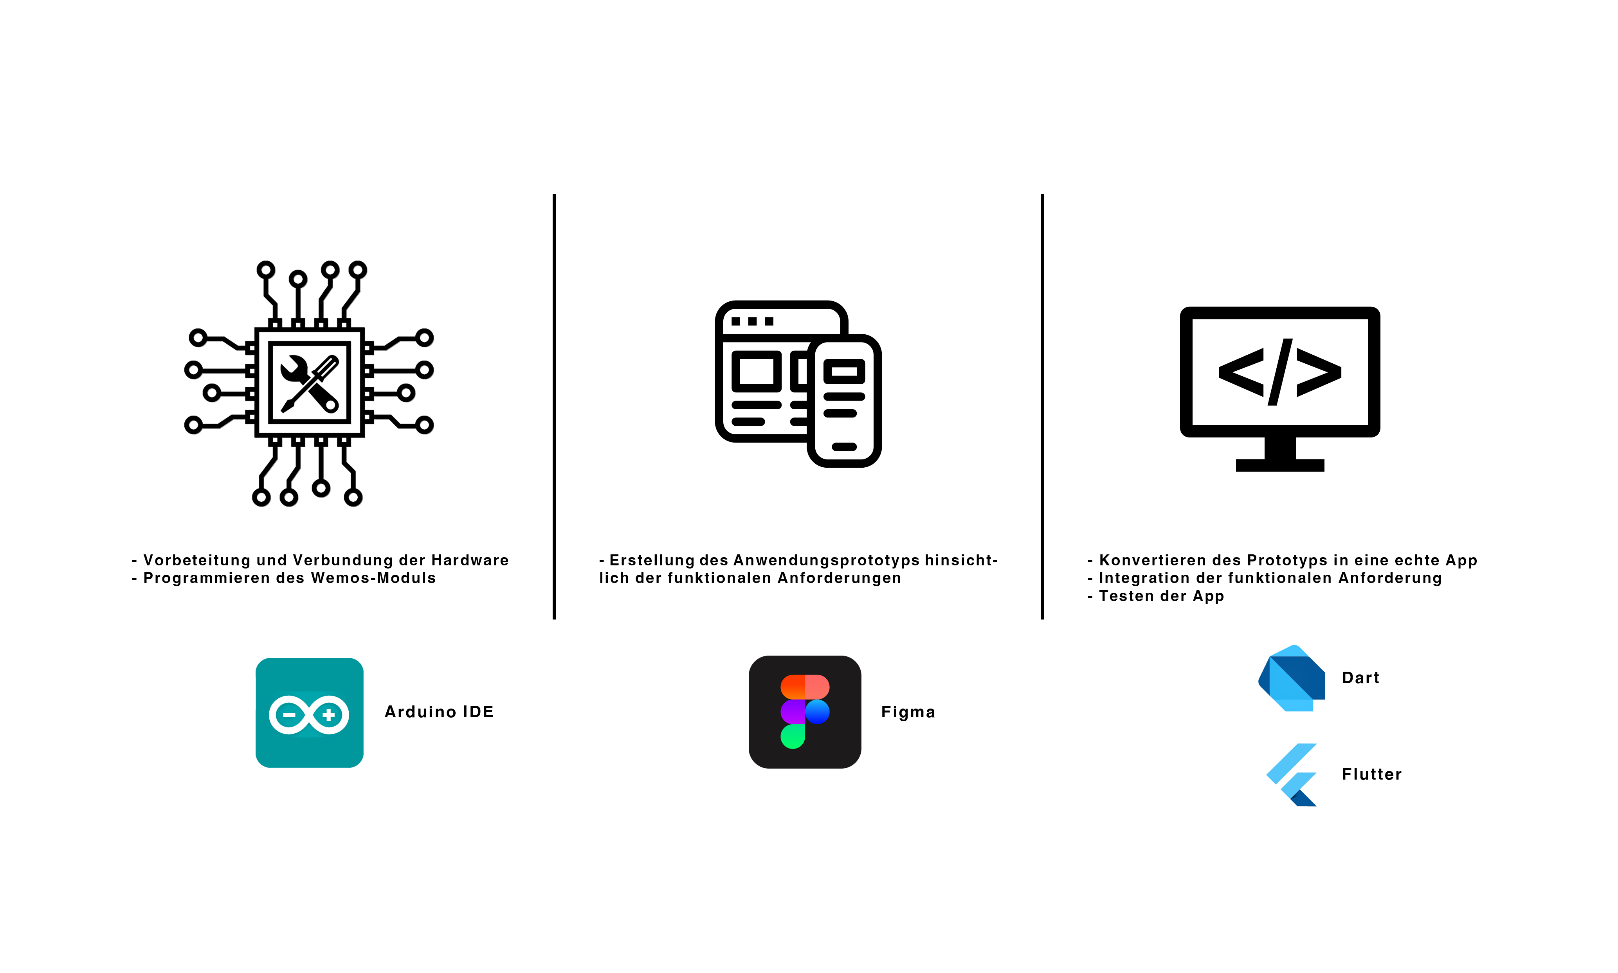 </>
- Vorbeteitung und Verbundung der Hardware
- Programmieren des Wemos-Moduls
- Erstellung des Anwendungsprototyps hinsicht-
lich der funktionalen Anforderungen
- Konvertieren des Prototyps in eine echte App
- Integration der funktionalen Anforderung
- Testen der App
Arduino IDE
Figma
Dart
Flutter